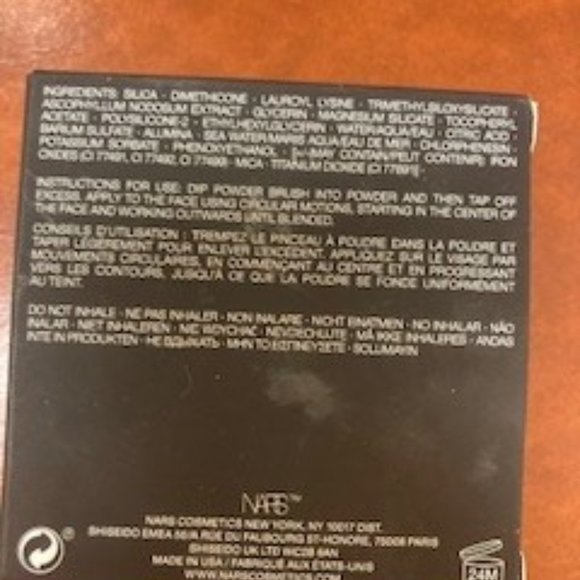 INGREDIENTS: SILICA · DIMETHICONE · LAUROYL LYSINE · TRIMETHYLSILOXYSILICATE ·
ASCOPHYLLUM NODOSUM EXTRACT · GLYCERIN · MAGNESIUM SILICATE · TOCOPHERYL
ACETATE · POLYSILICONE-2 · ETHYLHEXYLGLYCERIN · WATER/AQUA/EAU · CITRIC ACID ·
BARIUM SULFATE · ALUMINA · SEA WATER/MARIS AQUA/EAU DE MER · CHLORPHENESIN ·
POTASSIUM SORBATE · PHENOXYETHANOL · [+/-(MAY CONTAIN/PEUT CONTENIR): IRON
OXIDES (CI 77491, CI 77492, CI 77499) · MICA · TITANIUM DIOXIDE (CI 77891)]
INSTRUCTIONS FOR USE: DIP POWDER BRUSH INTO POWDER AND THEN TAP OFF
EXCESS. APPLY TO THE FACE USING CIRCULAR MOTIONS, STARTING IN THE CENTER OF
THE FACE AND WORKING OUTWARDS UNTIL BLENDED.
CONSEILS D'UTILISATION : TREMPEZ LE PINCEAU À POUDRE DANS LA POUDRE ET
TAPER LÉGÈREMENT POUR ENLEVER L'EXCÉDENT. APPLIQUEZ SUR LE VISAGE PAR
MOUVEMENTS CIRCULAIRES, EN COMMENÇANT AU CENTRE ET EN PROGRESSANT
VERS LES CONTOURS, JUSQU'À CE QUE LA POUDRE SE FONDE UNIFORMÉMENT
AU TEINT.
DO NOT INHALE · NE PAS INHALER · NON INALARE · NICHT EINATMEN · NO INHALAR · NÃO
INALAR · NIET INHALEREN · NIE WDYCHAĆ · NEVDECHUJTE · MÅ IKKE INHALERES · ANDAS
INTE IN PRODUKTEN · НЕ ВДЫХАТЬ · ΜΗΝ ΤΟ ΕΙΣΠΝΕΥΣΕΤΕ · SOLUMAYIN
NARS™
NARS COSMETICS NEW YORK, NY 10017 DIST.
SHISEIDO EMEA 56/A RUE DU FAUBOURG ST-HONORE, 75008 PARIS
SHISEIDO UK LTD WC2B 6AN
MADE IN USA / FABRIQUÉ AUX ÉTATS-UNIS
WWW.NARSCOSMETICS.COM
24M